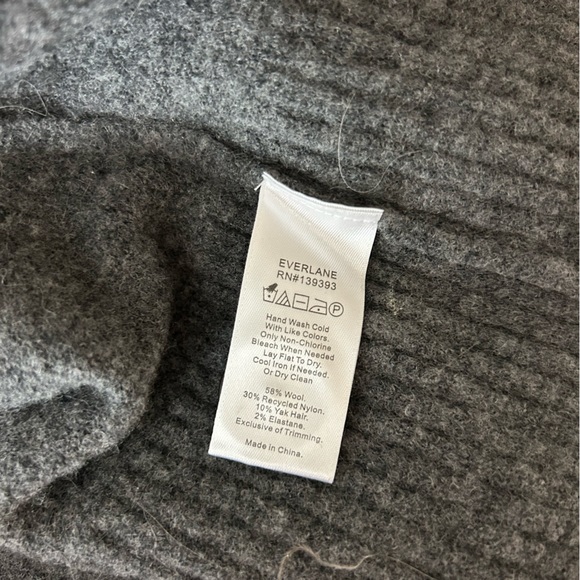 EVERLANE
RN#139393
P
Hand Wash Cold
With Like Colors.
Only Non-Chlorine
Bleach When Needed
Lay Flat To Dry.
Cool Iron If Needed.
Or Dry Clean
58% Wool.
30% Recycled Nylon.
10% Yak Hair.
2% Elastane.
Exclusive of Trimming.
Made in China.